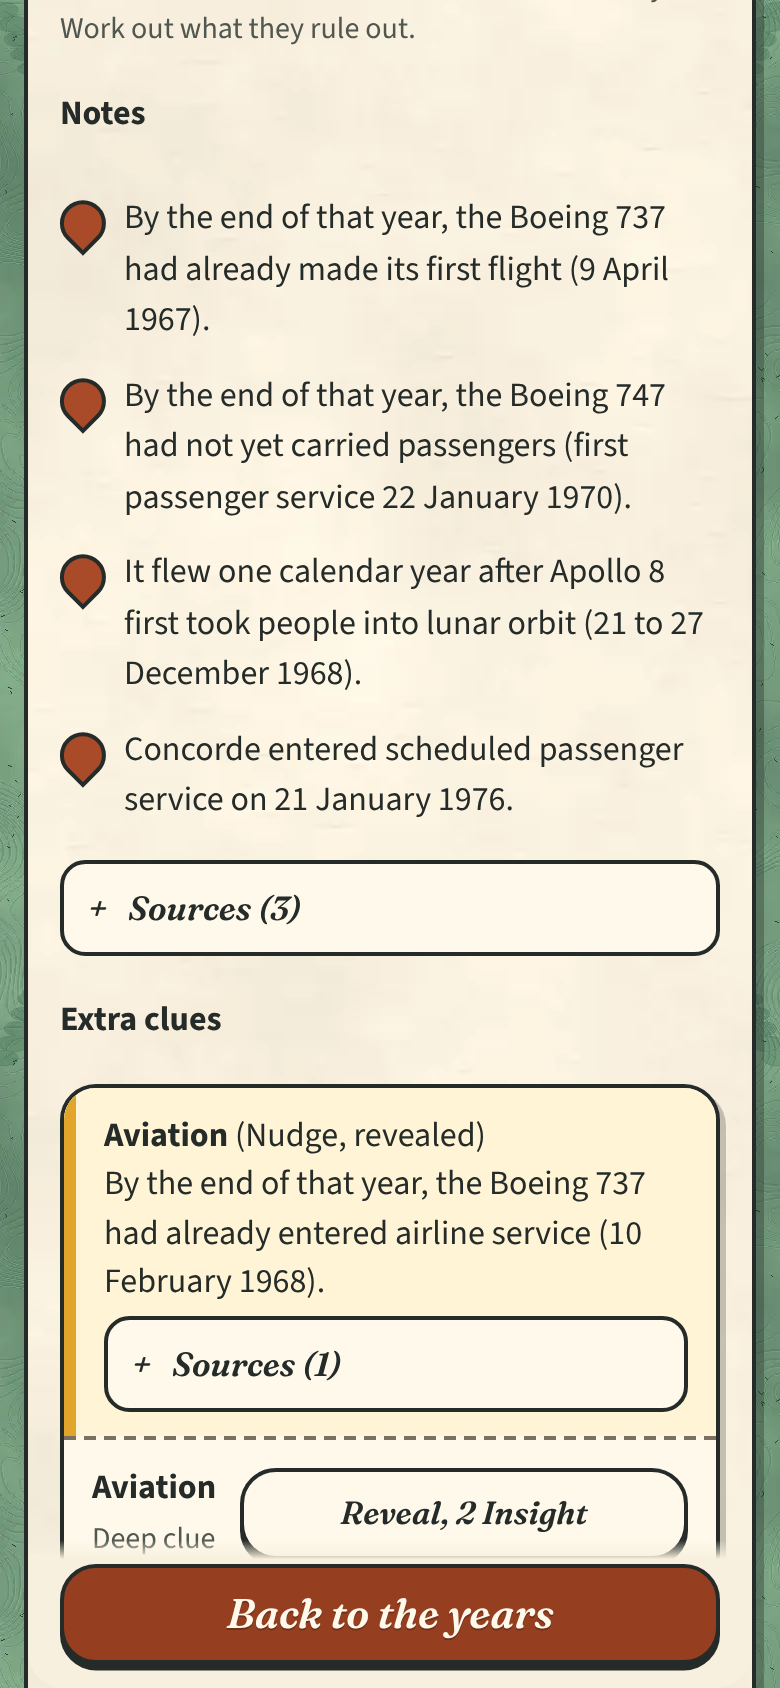 Work out what they rule out.
Notes
By the end of that year, the Boeing 737
had already made its first flight (9 April
1967).
By the end of that year, the Boeing 747
had not yet carried passengers (first
passenger service 22 January 1970).
It flew one calendar year after Apollo 8
first took people into lunar orbit (21 to 27
December 1968).
Concorde entered scheduled passenger
service on 21 January 1976.
+ Sources (3)
Extra clues
Aviation (Nudge, revealed)
By the end of that year, the Boeing 737
had already entered airline service (10
February 1968).
+ Sources (1)
Aviation
Deep clue
Reveal, 2 Insight
Back to the years